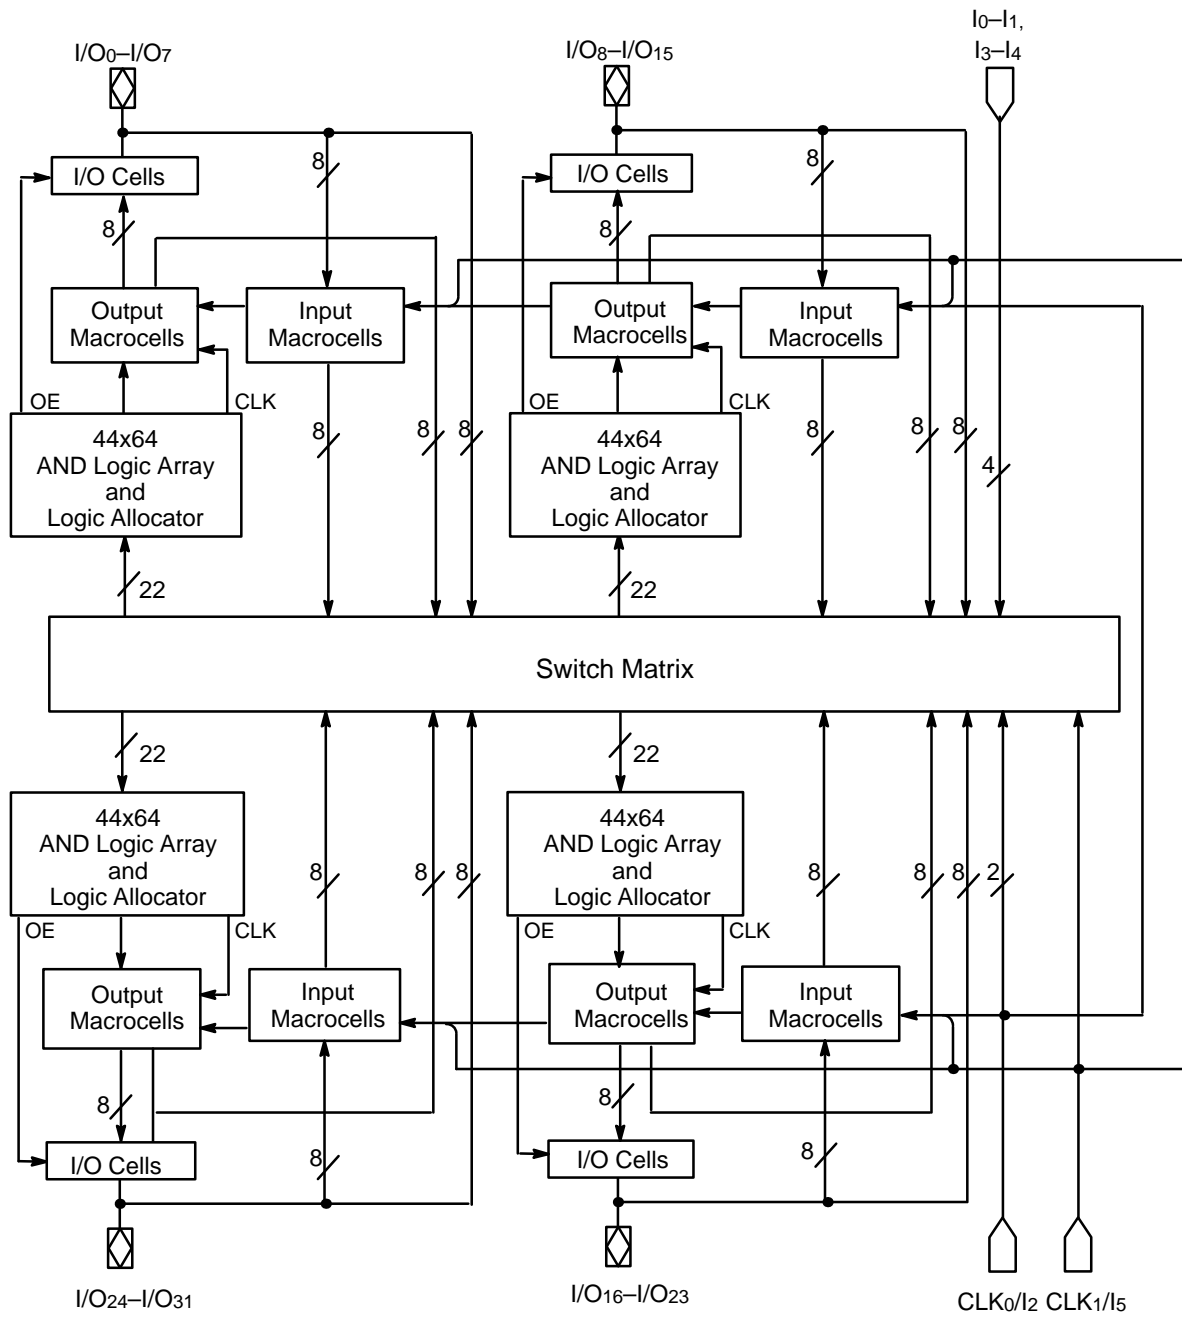 I/O0–I/O7
I/O8–I/O15
I0–I1,
I3–I4
I/O Cells
8
8
I/O Cells
8
8
Output
Macrocells
Input
Macrocells
Output
Macrocells
Input
Macrocells
OE
CLK
OE
CLK
44x64
AND Logic Array
and
Logic Allocator
8
8
8
44x64
AND Logic Array
and
Logic Allocator
8
8
8
4
22
22
Switch Matrix
22
22
44x64
AND Logic Array
and
Logic Allocator
8
8
8
44x64
AND Logic Array
and
Logic Allocator
8
8
8
2
OE
CLK
OE
CLK
Output
Macrocells
Input
Macrocells
Output
Macrocells
Input
Macrocells
8
8
I/O Cells
8
I/O Cells
8
I/O24–I/O31
I/O16–I/O23
CLK0/I2 CLK1/I5